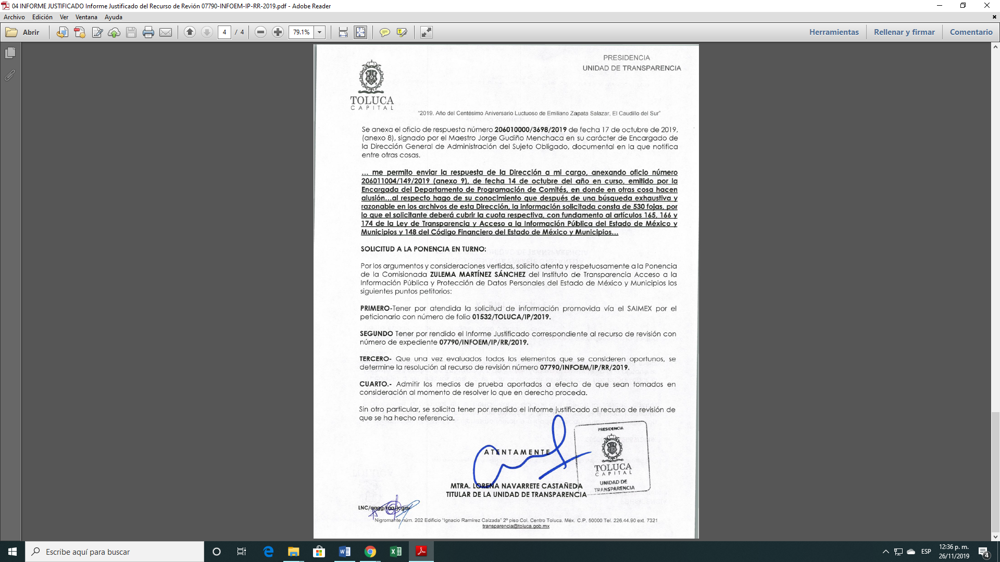 04 INFORME JUSTIFICADO Informe Justificado del Recurso de Revión 07790-INFOEM-IP-RR-2019.pdf - Adobe Reader
Archivo Edición Ver Ventana Ayuda
Abrir 4 / 4 79.1% Herramientas Rellenar y firmar Comentario
PRESIDENCIA
UNIDAD DE TRANSPARENCIA
TOLUCA
CAPITAL
"2019. Año del Centésimo Aniversario Luctuoso de Emiliano Zapata Salazar, El Caudillo del Sur"
Se anexa el oficio de respuesta número 206010000/3698/2019 de fecha 17 de octubre de 2019,
(anexo 8), signado por el Maestro Jorge Gudiño Menchaca en su carácter de Encargado de
la Dirección General de Administración del Sujeto Obligado, documental en la que notifica
entre otras cosas.
... me permito enviar la respuesta de la Dirección a mi cargo, anexando oficio número
206011004/149/2019 (anexo 9), de fecha 14 de octubre del año en curso, emitido por la
Encargada del Departamento de Programación de Comités, en donde en otras cosa hacen
alusión...al respecto hago de su conocimiento que después de una búsqueda exhaustiva y
razonable en los archivos de esta Dirección, la información solicitada consta de 530 fojas, por
lo que el solicitante deberá cubrir la cuota respectiva, con fundamento al artículos 165, 166 y
174 de la Ley de Transparencia y Acceso a la Información Pública del Estado de México y
Municipios y 148 del Código Financiero del Estado de México y Municipios...
SOLICITUD A LA PONENCIA EN TURNO:
Por los argumentos y consideraciones vertidas, solicito atenta y respetuosamente a la Ponencia
de la Comisionada ZULEMA MARTÍNEZ SÁNCHEZ del Instituto de Transparencia Acceso a la
Información Pública y Protección de Datos Personales del Estado de México y Municipios los
siguientes puntos petitorios:
PRIMERO-Tener por atendida la solicitud de información promovida vía el SAIMEX por el
peticionario con número de folio 01532/TOLUCA/IP/2019.
SEGUNDO Tener por rendido el Informe Justificado correspondiente al recurso de revisión con
número de expediente 07790/INFOEM/IP/RR/2019.
TERCERO- Que una vez evaluados todos los elementos que se consideren oportunos, se
determine la resolución al recurso de revisión número 07790/INFOEM/IP/RR/2019.
CUARTO.- Admitir los medios de prueba aportados a efecto de que sean tomados en
consideración al momento de resolver lo que en derecho proceda.
Sin otro particular, se solicita tener por rendido el informe justificado al recurso de revisión de
que se ha hecho referencia.
ATENTAMENTE
PRESIDENCIA
TOLUCA
CAPITAL
UNIDAD DE
TRANSPARENCIA
MTRA. LORENA NAVARRETE CASTAÑEDA
TITULAR DE LA UNIDAD DE TRANSPARENCIA
Nigromante núm. 202 Edificio "Ignacio Ramírez Calzada" 2º piso Col. Centro Toluca. Méx. C.P. 50000 Tel. 226.44.90 ext. 7321
transparencia@toluca.gob.mx
Escribe aquí para buscar
ESP
12:36 p. m.
26/11/2019
4